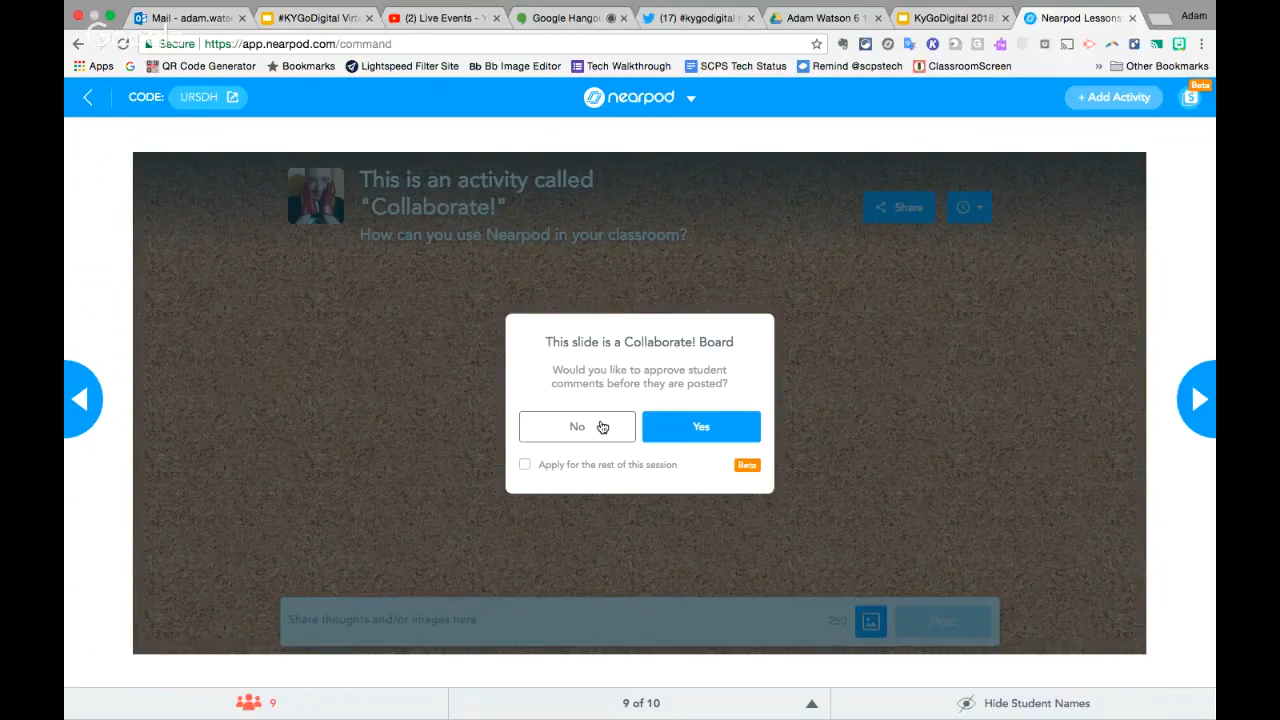 Mail - adam.wats
#KYGoDigital Virtu
(2) Live Events - Y
Google Hangou
(17) #kygodigital
Adam Watson 6 1
KyGoDigital 2018
Nearpod Lessons
Adam
Google
Secure
https://app.nearpod.com/command
Apps
QR Code Generator
Bookmarks
Lightspeed Filter Site
Bb Bb Image Editor
Tech Walkthrough
SCPS Tech Status
Remind @scpstech
ClassroomScreen
»
Other Bookmarks
CODE: URSDH
nearpod
+ Add Activity
Beta
S
This is an activity called
"Collaborate!"
How can you use Nearpod in your classroom?
Share
This slide is a Collaborate! Board
Would you like to approve student
comments before they are posted?
No
Yes
Apply for the rest of this session
Beta
Share thoughts and/or images here
250
Post
9
9 of 10
Hide Student Names